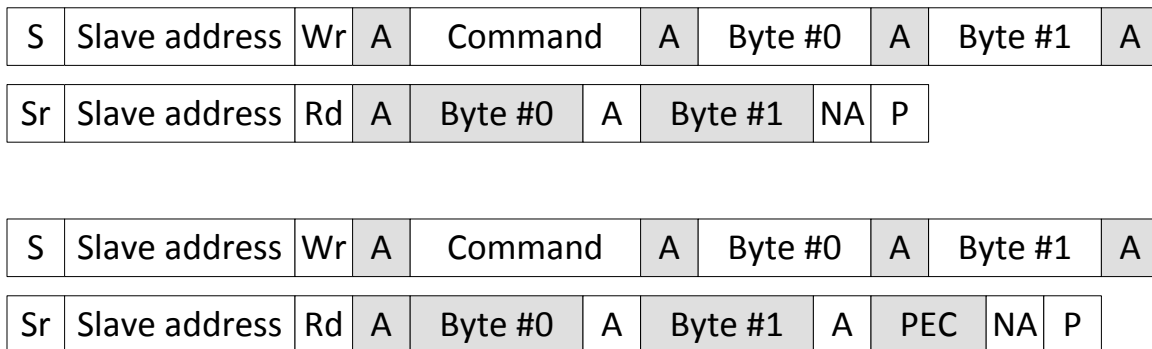 S Slave address Wr A Command A Byte #0 A Byte #1 A
Sr Slave address Rd A Byte #0 A Byte #1 NA P
S Slave address Wr A Command A Byte #0 A Byte #1 A
Sr Slave address Rd A Byte #0 A Byte #1 A PEC NA P